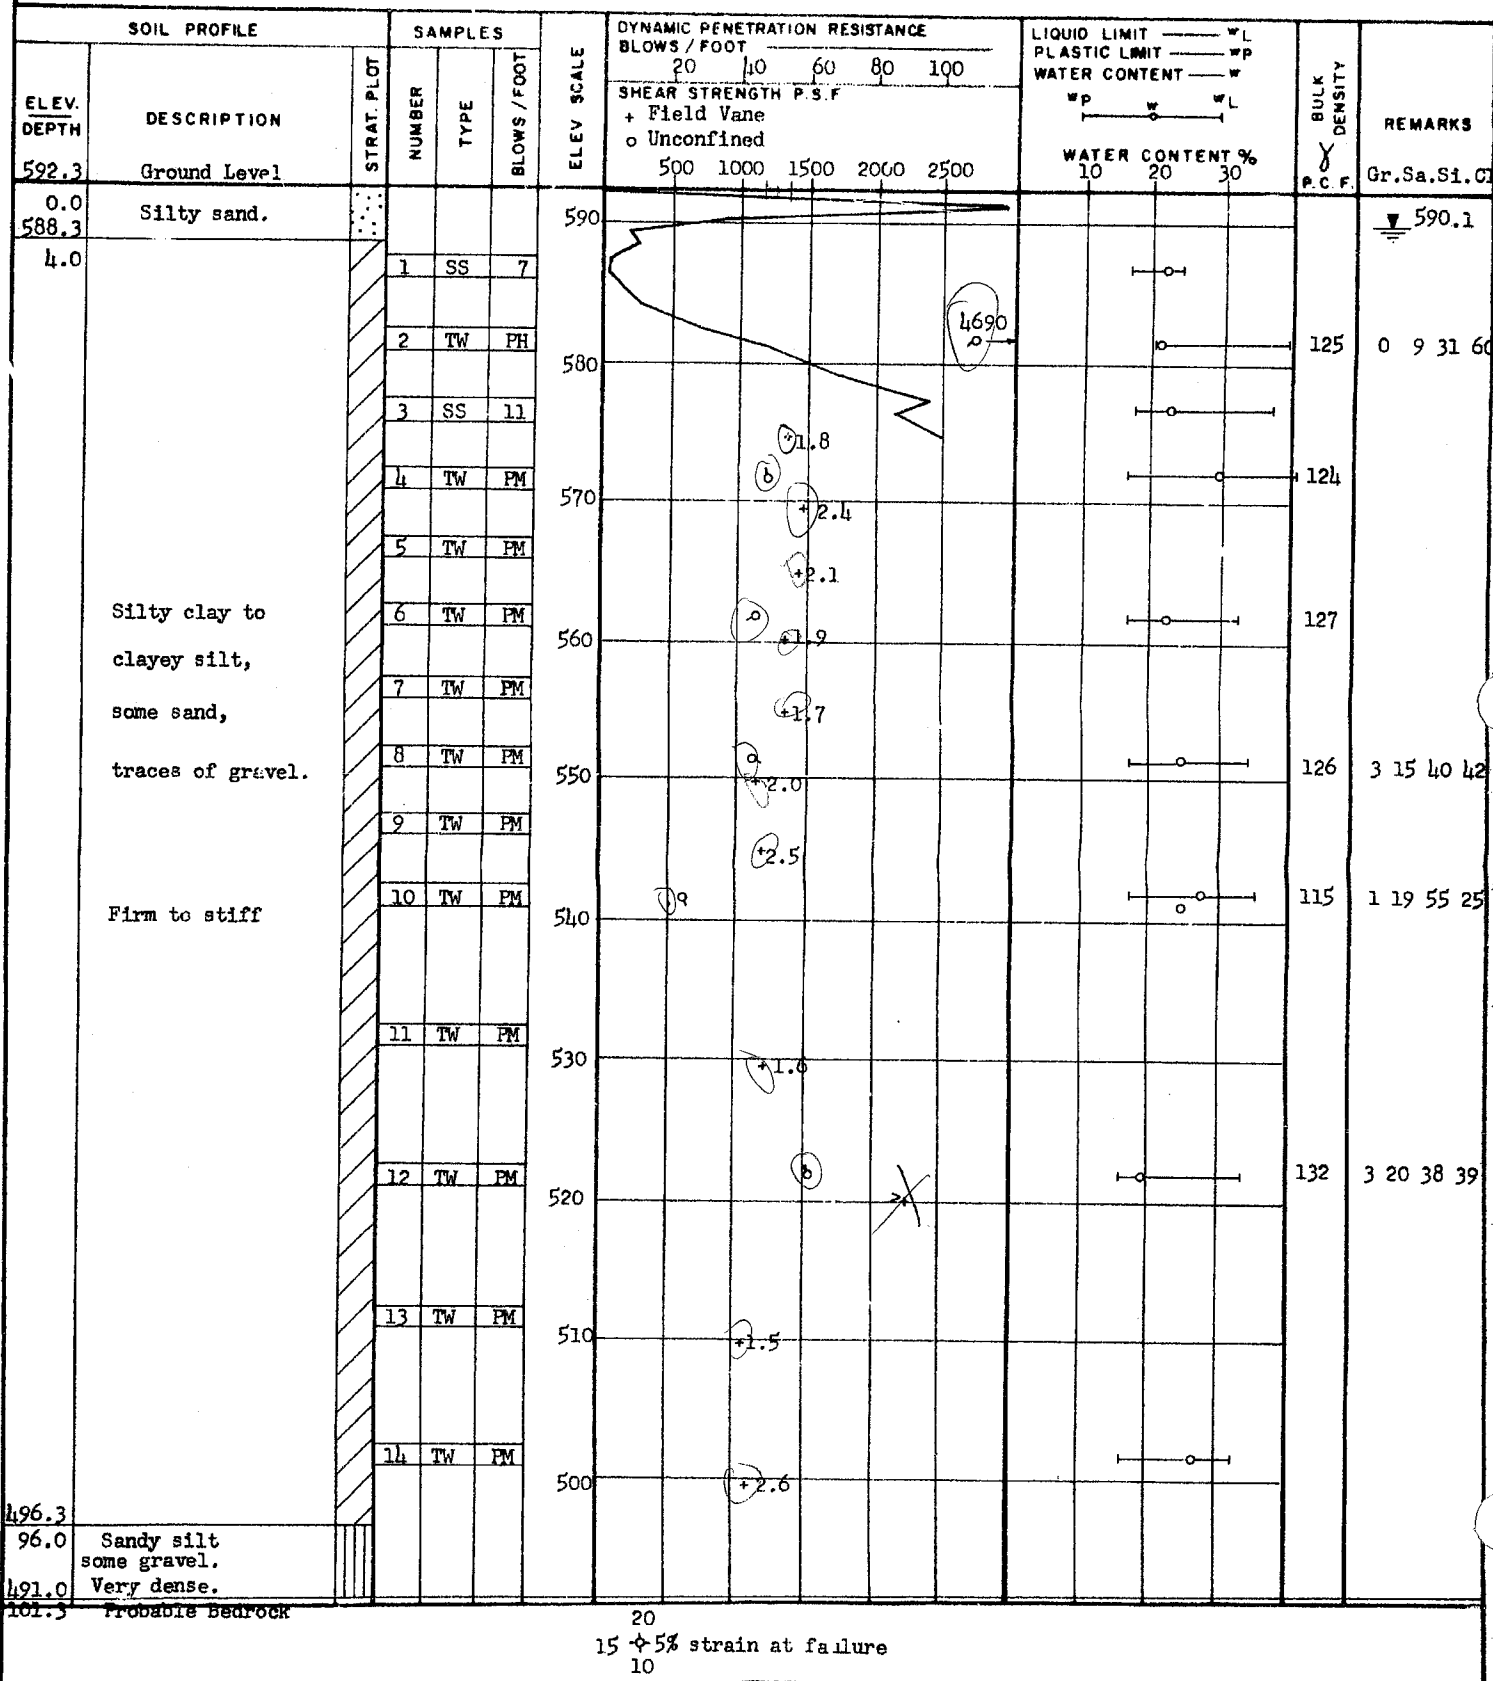 SOIL PROFILE
SAMPLES
ELEV SCALE
DYNAMIC PENETRATION RESISTANCE
BLOWS / FOOT
20 40 60 80 100
SHEAR STRENGTH P.S.F
+ Field Vane
o Unconfined
500 1000 1500 2000 2500
LIQUID LIMIT —— wL
PLASTIC LIMIT —— wP
WATER CONTENT —— w
wP w wL
WATER CONTENT %
10 20 30
BULK DENSITY
γ
P.C.F.
REMARKS
Gr.Sa.Si.Cl
ELEV.
DEPTH
DESCRIPTION
STRAT. PLOT
NUMBER
TYPE
BLOWS / FOOT
592.3 Ground Level
0.0
Silty sand.
588.3
590
590.1
4.0
1 SS 7
4690
2 TW PH
125 0 9 31 60
580
3 SS 11
1.8
4 TW PM
124
570
2.4
5 TW PM
2.1
Silty clay to
6 TW PM
127
560
1.9
clayey silt,
7 TW PM
some sand,
1.7
8 TW PM
traces of gravel.
126 3 15 40 42
550
2.0
9 TW PM
2.5
10 TW PM
115 1 19 55 25
Firm to stiff
540
11 TW PM
530
1.6
12 TW PM
132 3 20 38 39
520
13 TW PM
510
1.5
14 TW PM
500
2.6
496.3
96.0 Sandy silt
some gravel.
491.0 Very dense.
101.3 Probable Bedrock
20
15 5% strain at failure
10